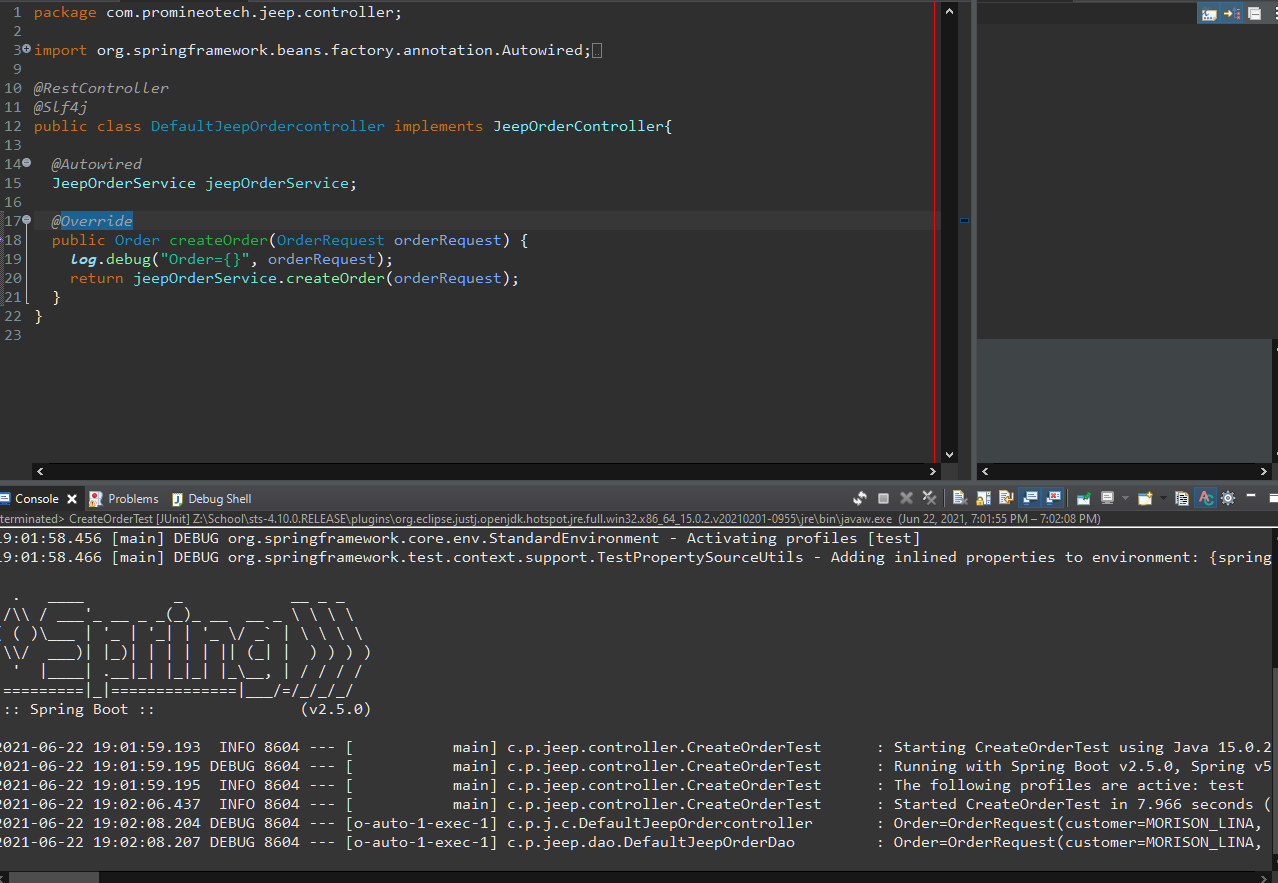 1 package com.promineotech.jeep.controller;
2
3 import org.springframework.beans.factory.annotation.Autowired;
9
10 @RestController
11 @Slf4j
12 public class DefaultJeepOrdercontroller implements JeepOrderController{
13
14 @Autowired
15 JeepOrderService jeepOrderService;
16
17 @Override
18 public Order createOrder(OrderRequest orderRequest) {
19 log.debug("Order={}", orderRequest);
20 return jeepOrderService.createOrder(orderRequest);
21 }
22 }
23
Console Problems Debug Shell
terminated> CreateOrderTest [JUnit] Z:\School\sts-4.10.0.RELEASE\plugins\org.eclipse.justj.openjdk.hotspot.jre.full.win32.x86_64_15.0.2.v20210201-0955\jre\bin\javaw.exe (Jun 22, 2021, 7:01:55 PM – 7:02:08 PM)
19:01:58.456 [main] DEBUG org.springframework.core.env.StandardEnvironment - Activating profiles [test]
19:01:58.466 [main] DEBUG org.springframework.test.context.support.TestPropertySourceUtils - Adding inlined properties to environment: {spring
Spring
:: Spring Boot :: (v2.5.0)
2021-06-22 19:01:59.193 INFO 8604 --- [ main] c.p.jeep.controller.CreateOrderTest : Starting CreateOrderTest using Java 15.0.2
2021-06-22 19:01:59.195 DEBUG 8604 --- [ main] c.p.jeep.controller.CreateOrderTest : Running with Spring Boot v2.5.0, Spring v5
2021-06-22 19:01:59.195 INFO 8604 --- [ main] c.p.jeep.controller.CreateOrderTest : The following profiles are active: test
2021-06-22 19:02:06.437 INFO 8604 --- [ main] c.p.jeep.controller.CreateOrderTest : Started CreateOrderTest in 7.966 seconds (
2021-06-22 19:02:08.204 DEBUG 8604 --- [o-auto-1-exec-1] c.p.j.c.DefaultJeepOrdercontroller : Order=OrderRequest(customer=MORISON_LINA,
2021-06-22 19:02:08.207 DEBUG 8604 --- [o-auto-1-exec-1] c.p.jeep.dao.DefaultJeepOrderDao : Order=OrderRequest(customer=MORISON_LINA,